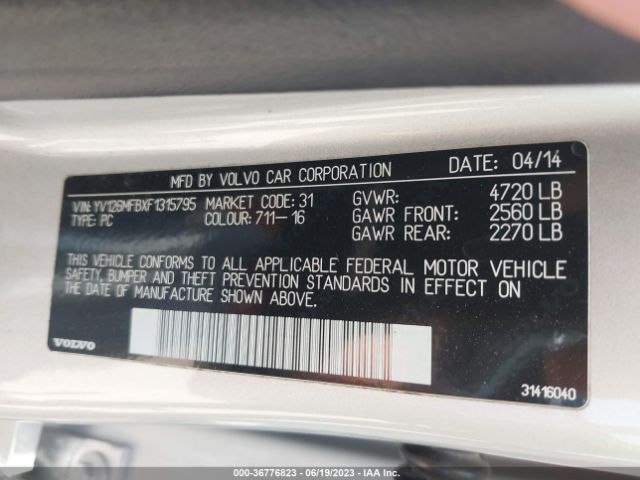 MFD BY VOLVO CAR CORPORATION DATE: 04/14
VIN: YV126MFBXF1315795 MARKET CODE: 31 GVWR: 4720 LB
TYPE: PC COLOUR: 711-16 GAWR FRONT: 2560 LB
GAWR REAR: 2270 LB
THIS VEHICLE CONFORMS TO ALL APPLICABLE FEDERAL MOTOR VEHICLE
SAFETY, BUMPER AND THEFT PREVENTION STANDARDS IN EFFECT ON
THE DATE OF MANUFACTURE SHOWN ABOVE.
VOLVO
31416040
000-36776823 - 06/19/2023 - IAA Inc.